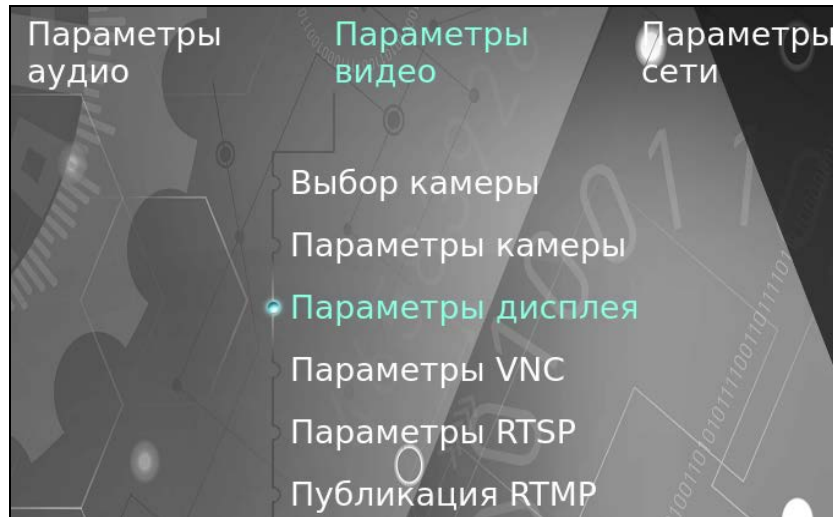 Параметры
аудио
Параметры
видео
Параметры
сети
Выбор камеры
Параметры камеры
Параметры дисплея
Параметры VNC
Параметры RTSP
Публикация RTMP